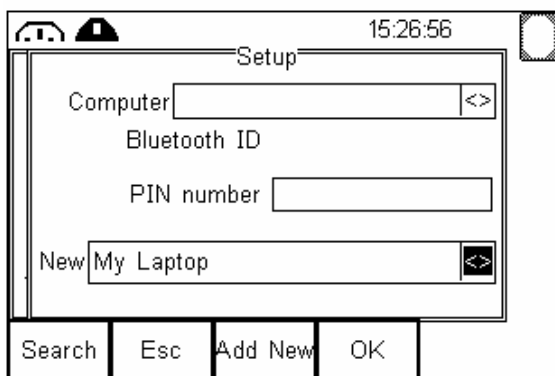 15:26:56
Setup
Computer <>
Bluetooth ID
PIN number
New My Laptop <>
Search Esc Add New OK